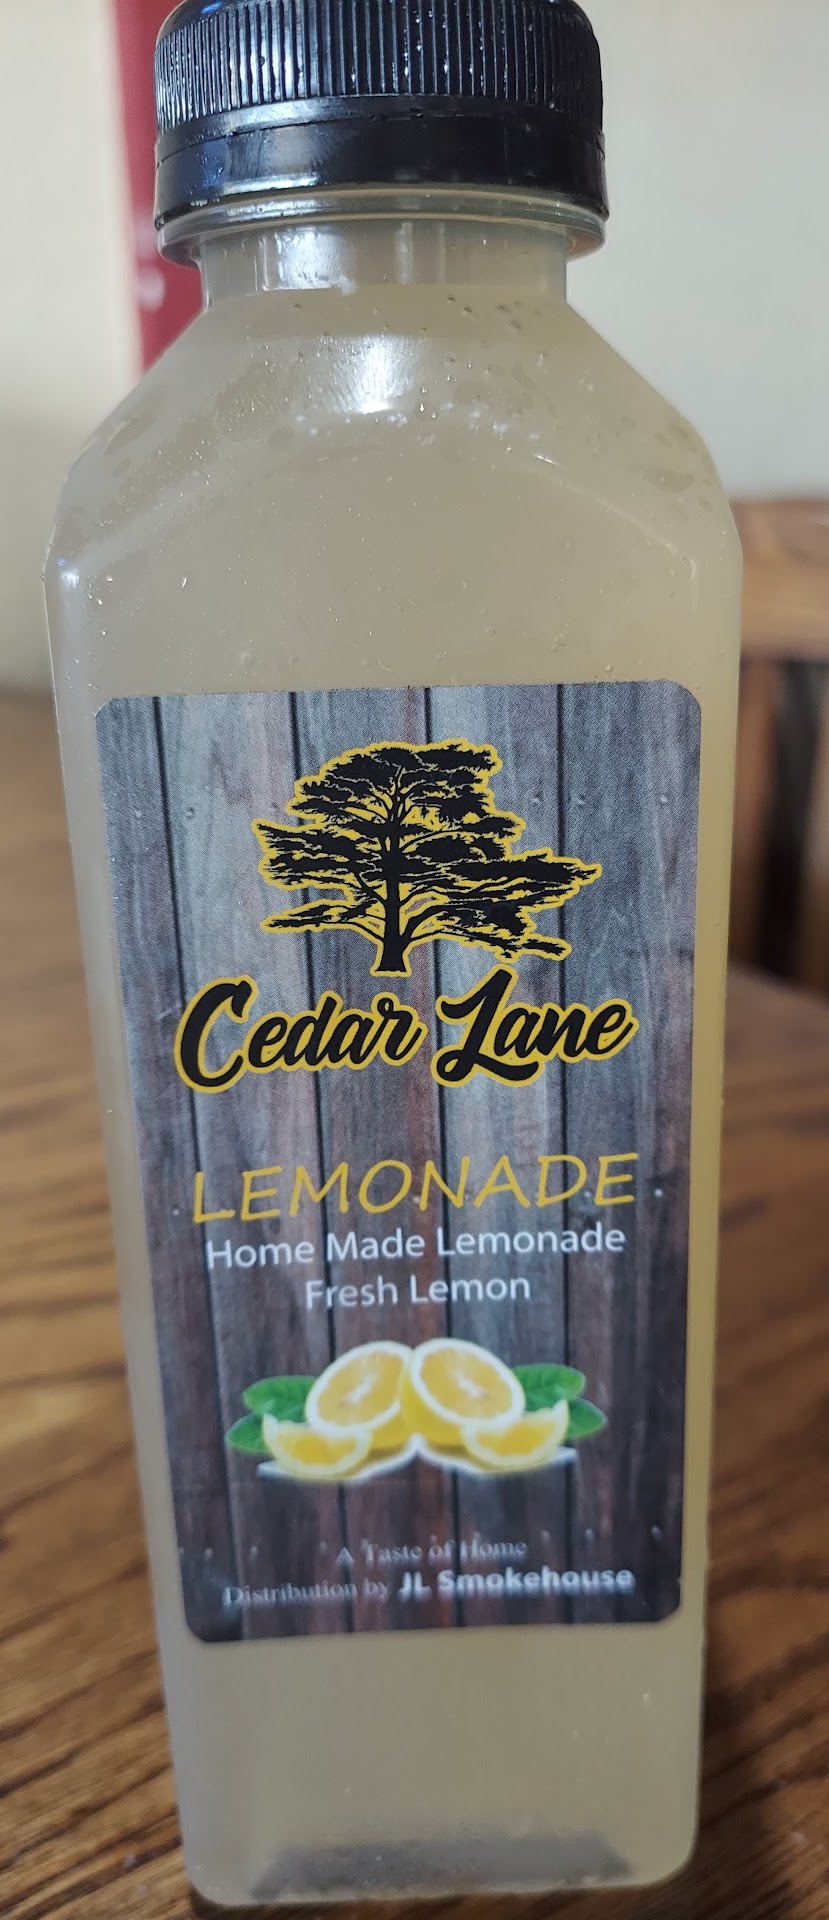 Cedar Lane
LEMONADE
Home Made Lemonade
Fresh Lemon
A Taste of Home
Distribution by JL Smokehouse